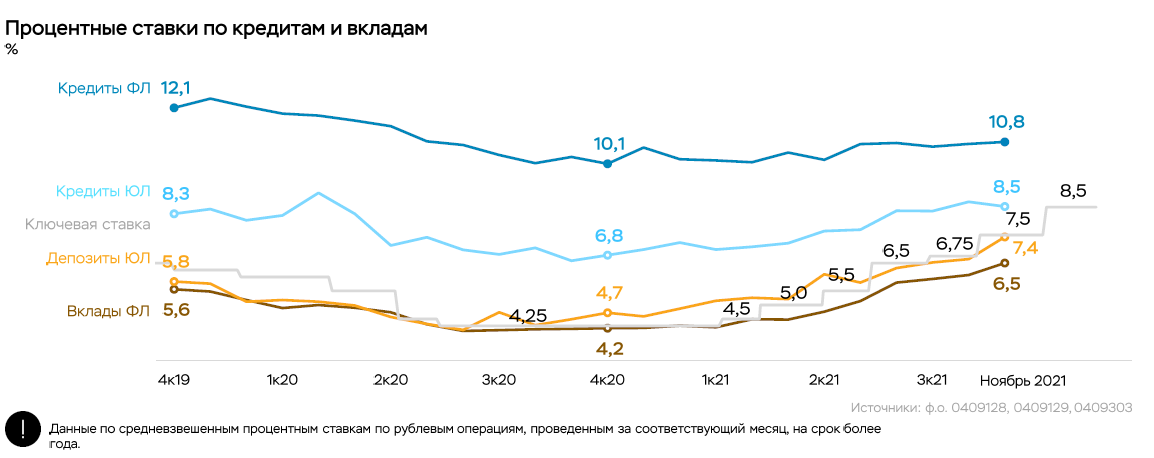 Процентные ставки по кредитам и вкладам
%
Кредиты ФЛ 12,1
10,1
10,8
Кредиты ЮЛ 8,3
6,8
8,5
8,5
Ключевая ставка
7,5
Депозиты ЮЛ 5,8
4,7
4,25
4,5
5,0
5,5
6,5
6,75
7,4
Вклады ФЛ 5,6
4,2
6,5
4к19 1к20 2к20 3к20 4к20 1к21 2к21 3к21 Ноябрь 2021
Источники: ф.о. 0409128, 0409129, 0409303
! Данные по средневзвешенным процентным ставкам по рублевым операциям, проведенным за соответствующий месяц, на срок более
года.